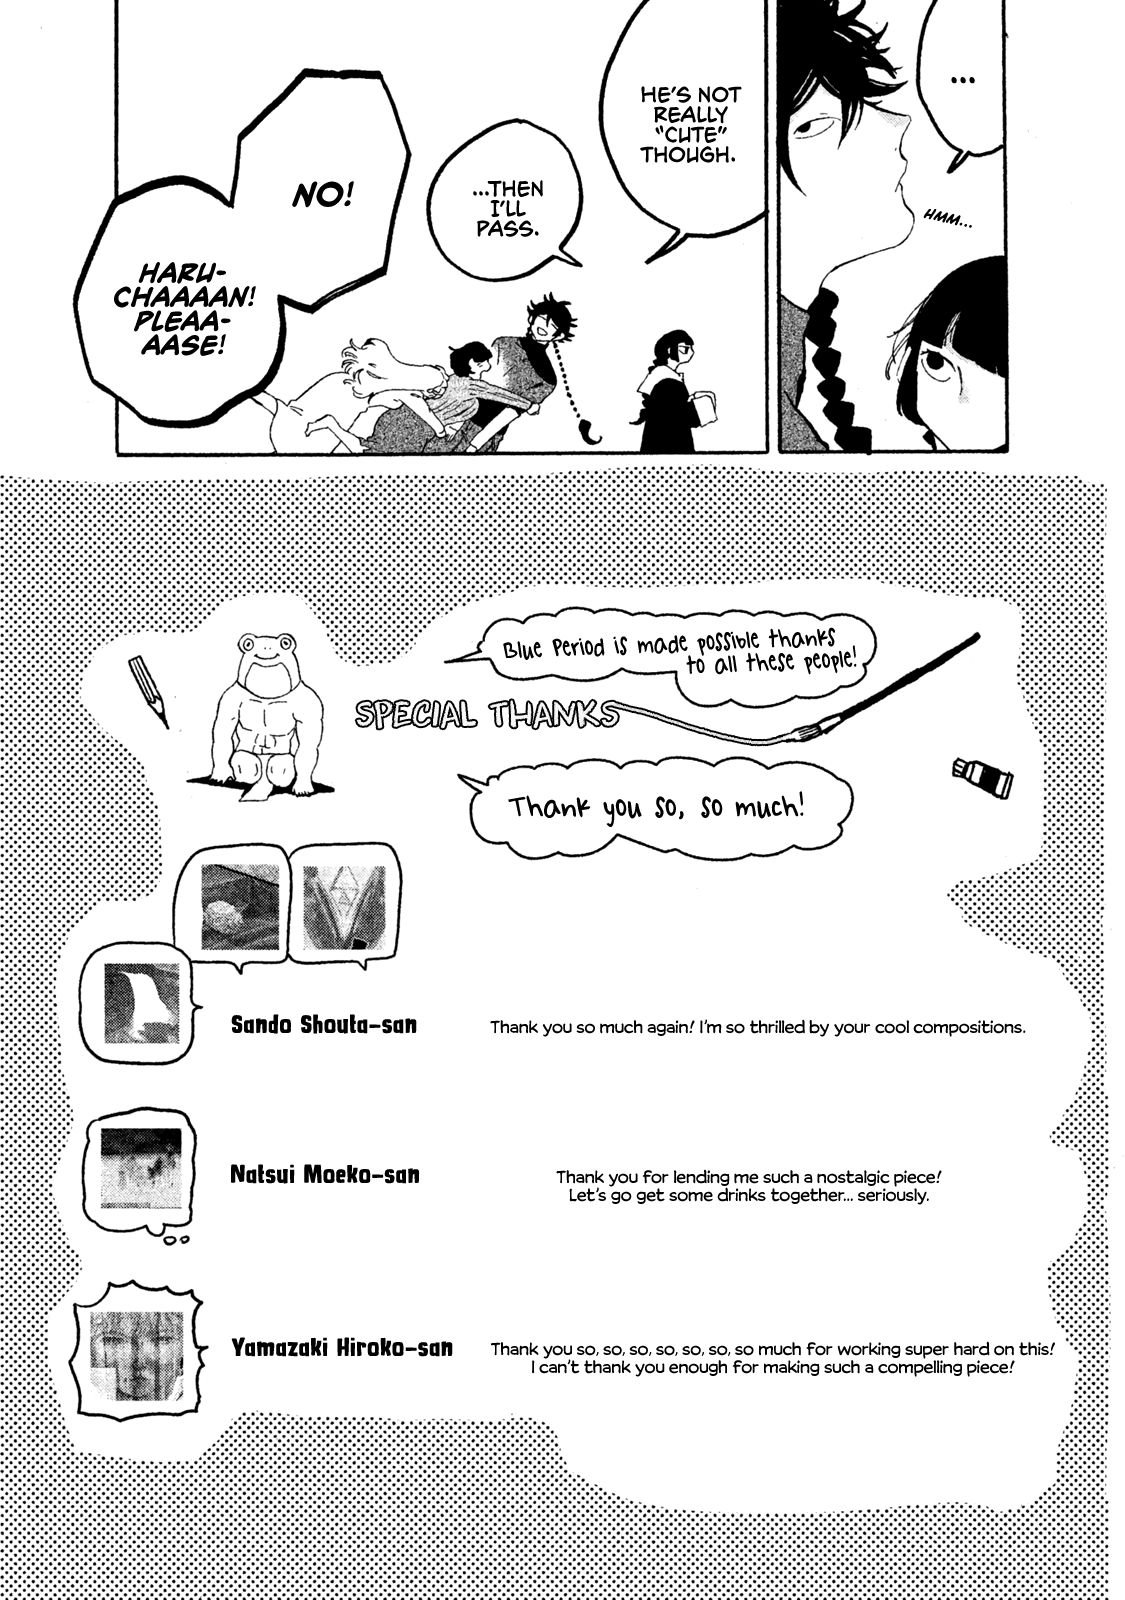 ...
HMM...
HE'S NOT
REALLY
"CUTE"
THOUGH.
...THEN
I'LL
PASS.
NO!
HARU-
CHAAAAN!
PLEAA-
AASE!
Blue Period is made possible thanks
to all these people!
SPECIAL THANKS
Thank you so, so much!
Sando Shouta-san
Thank you so much again! I'm so thrilled by your cool compositions.
Natsui Moeko-san
Thank you for lending me such a nostalgic piece!
Let's go get some drinks together... seriously.
Yamazaki Hiroko-san
Thank you so, so, so, so, so, so, so much for working super hard on this!
I can't thank you enough for making such a compelling piece!